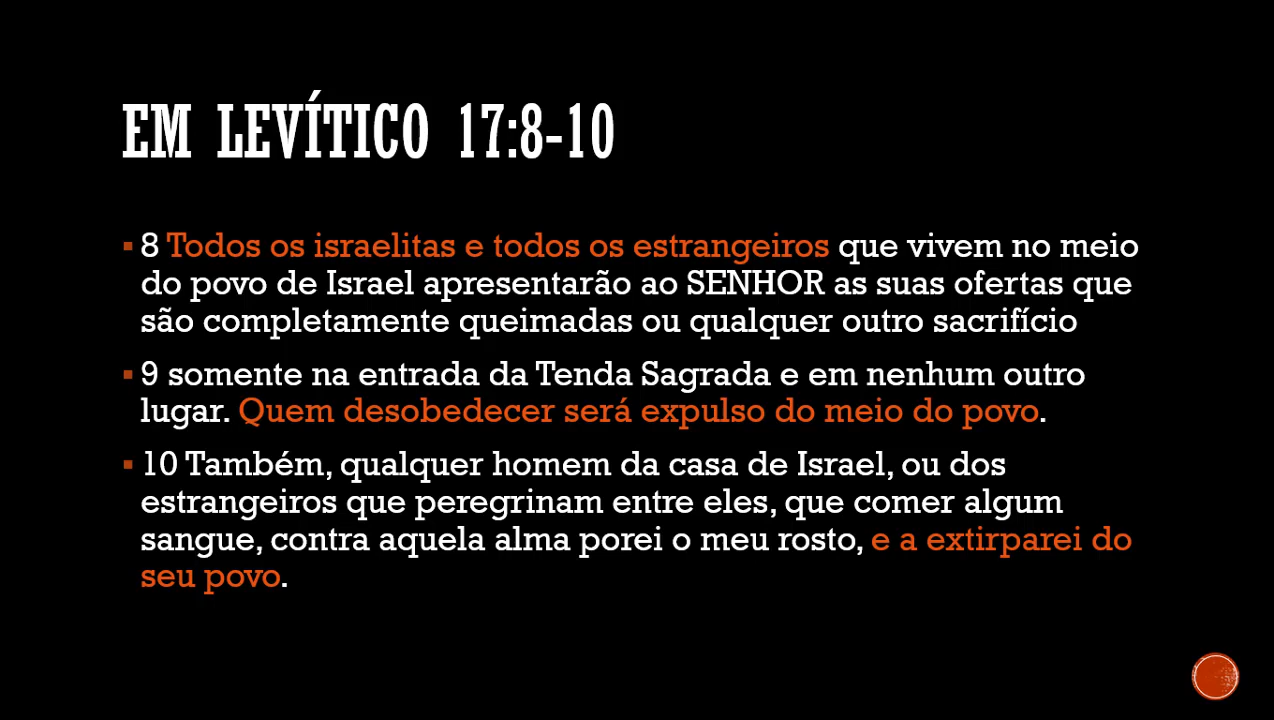 EM LEVÍTICO 17:8-10
▪ 8 Todos os israelitas e todos os estrangeiros que vivem no meio
do povo de Israel apresentarão ao SENHOR as suas ofertas que
são completamente queimadas ou qualquer outro sacrifício
▪ 9 somente na entrada da Tenda Sagrada e em nenhum outro
lugar. Quem desobedecer será expulso do meio do povo.
▪ 10 Também, qualquer homem da casa de Israel, ou dos
estrangeiros que peregrinam entre eles, que comer algum
sangue, contra aquela alma porei o meu rosto, e a extirparei do
seu povo.